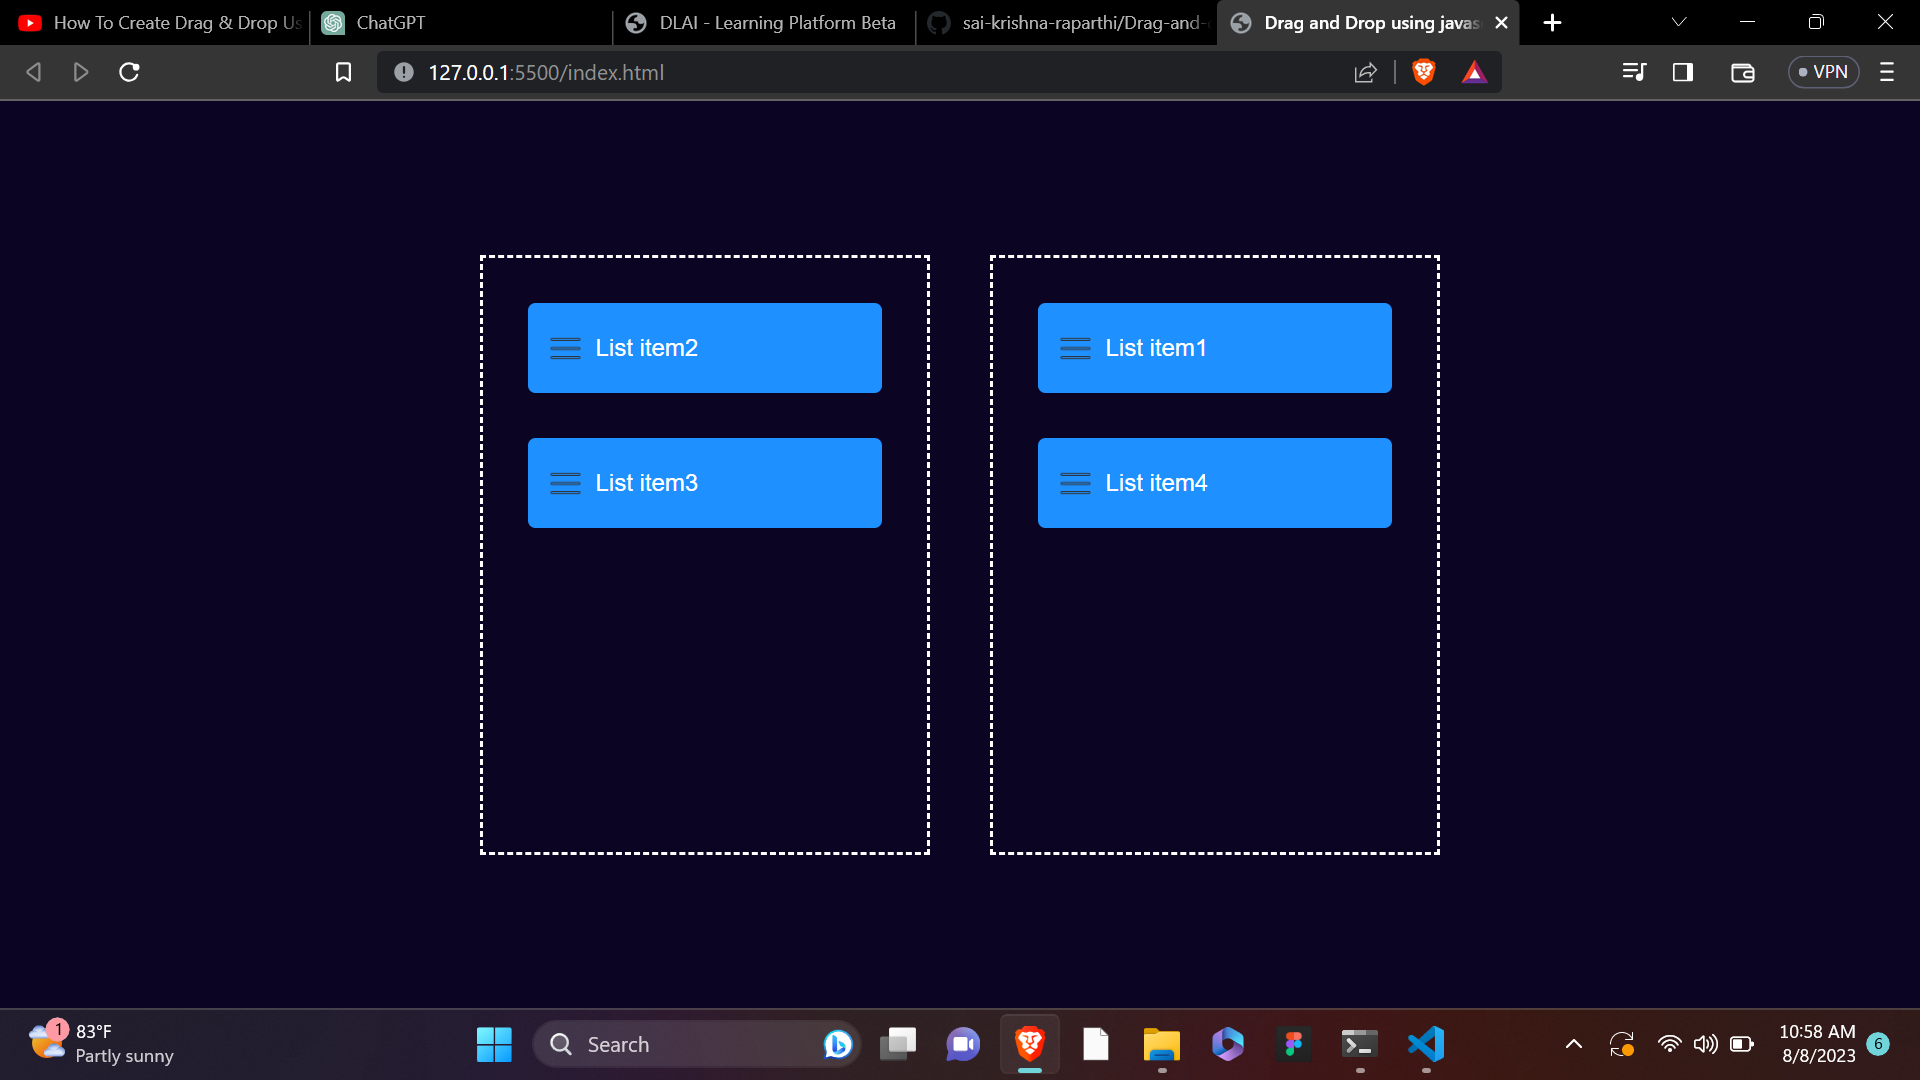 How To Create Drag & Drop Us
ChatGPT
DLAI - Learning Platform Beta
sai-krishna-raparthi/Drag-and-
Drag and Drop using javas
127.0.0.1:5500/index.html
VPN
List item2
List item1
List item3
List item4
1
83°F
Partly sunny
Search
10:58 AM
8/8/2023
6